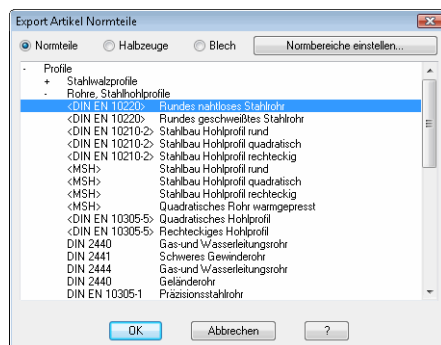 Export Artikel Normteile
Normteile Halbzeuge Blech Normbereiche einstellen...
- Profile
+ Stahlwalzprofile
- Rohre, Stahlhohlprofile
<DIN EN 10220> Rundes nahtloses Stahlrohr
<DIN EN 10220> Rundes geschweißtes Stahlrohr
<DIN EN 10210-2> Stahlbau Hohlprofil rund
<DIN EN 10210-2> Stahlbau Hohlprofil quadratisch
<DIN EN 10210-2> Stahlbau Hohlprofil rechteckig
<MSH> Stahlbau Hohlprofil rund
<MSH> Stahlbau Hohlprofil quadratisch
<MSH> Stahlbau Hohlprofil rechteckig
<MSH> Quadratisches Rohr warmgepresst
<DIN EN 10305-5> Quadratisches Hohlprofil
<DIN EN 10305-5> Rechteckiges Hohlprofil
DIN 2440 Gas-und Wasserleitungsrohr
DIN 2441 Schweres Gewinderohr
DIN 2444 Gas-und Wasserleitungsrohr
DIN 2440 Geländerohr
DIN EN 10305-1 Präzisionsstahlrohr
OK Abbrechen ?